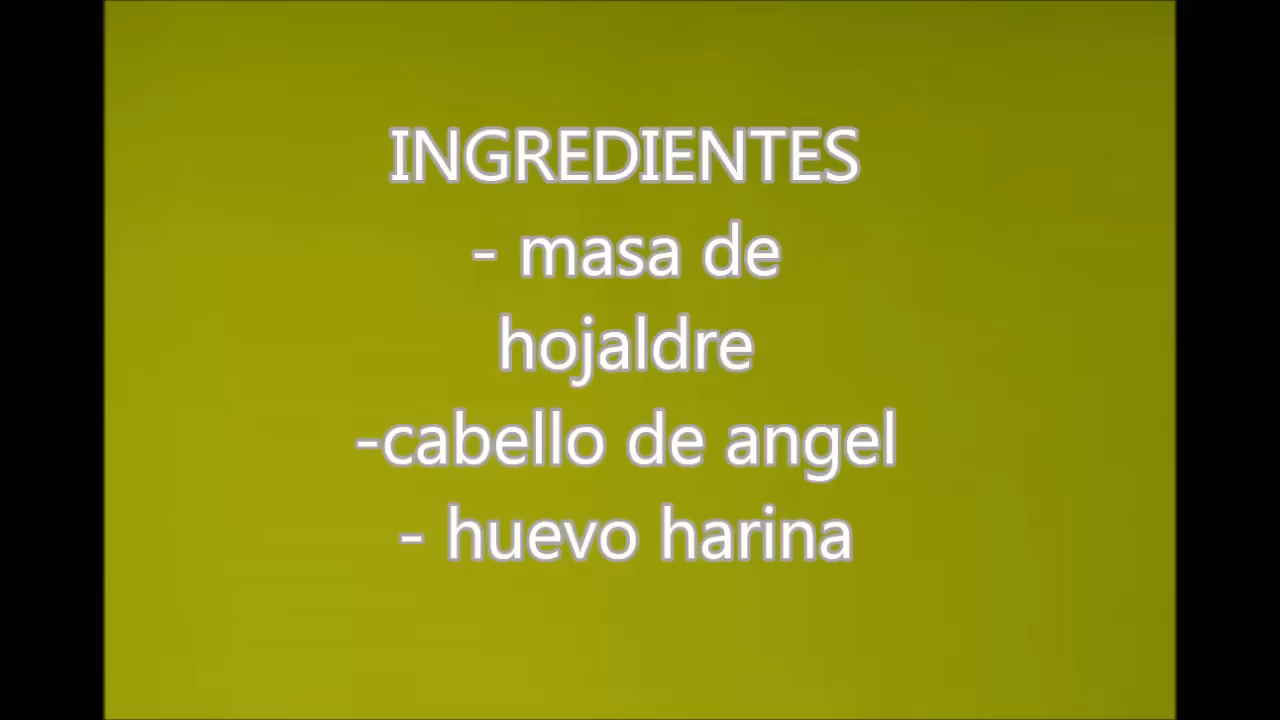 INGREDIENTES
- masa de
hojaldre
-cabello de angel
- huevo harina